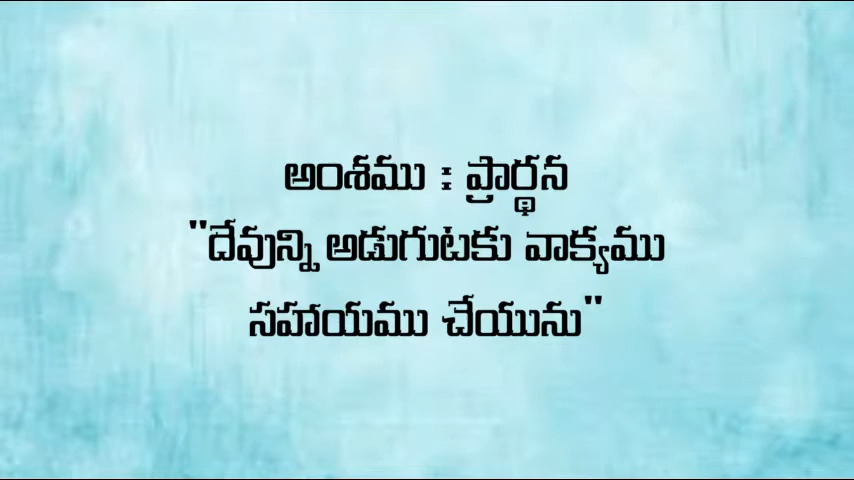 అంశము : ప్రార్థన
"దేవున్ని అడుగుటకు వాక్యము
సహాయము చేయును"